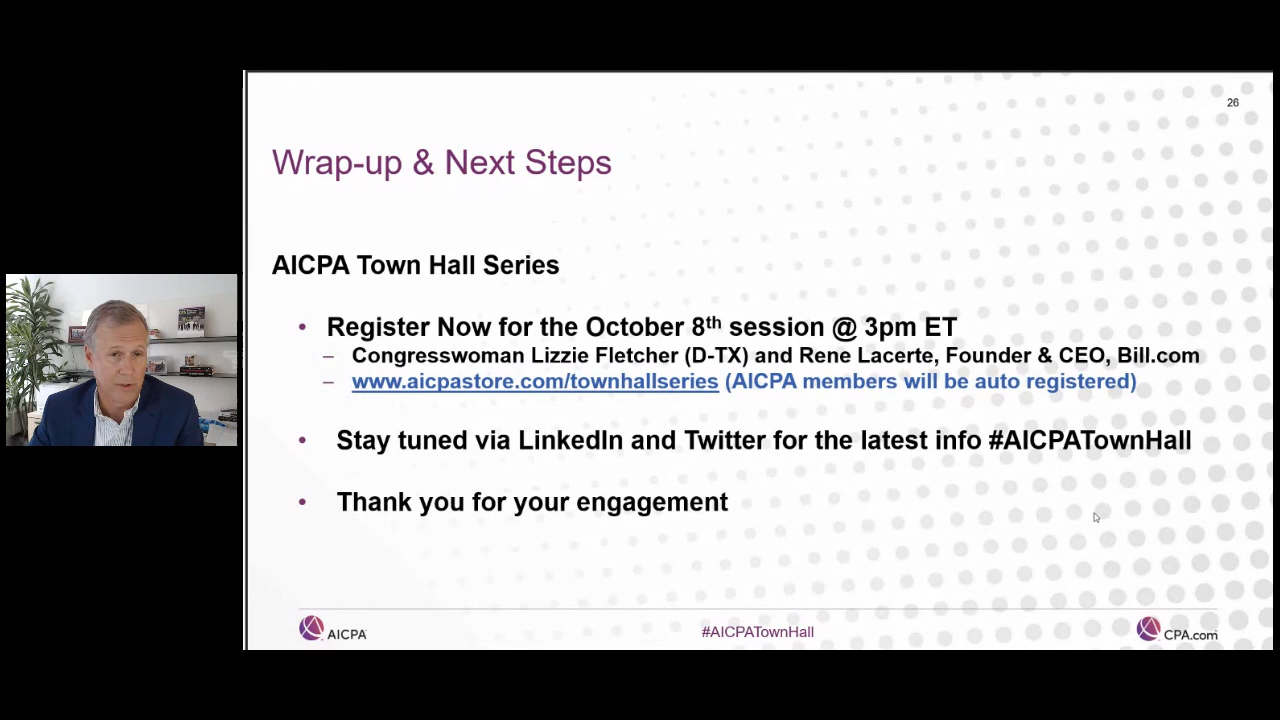 26
Wrap-up & Next Steps
AICPA Town Hall Series
• Register Now for the October 8th session @ 3pm ET
– Congresswoman Lizzie Fletcher (D-TX) and Rene Lacerte, Founder & CEO, Bill.com
– www.aicpastore.com/townhallseries (AICPA members will be auto registered)
• Stay tuned via LinkedIn and Twitter for the latest info #AICPATownHall
• Thank you for your engagement
AICPA
#AICPATownHall
CPA.com